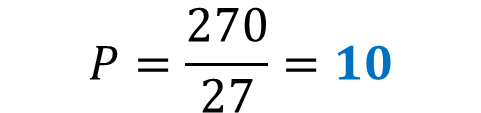 P = 270/27 = 10